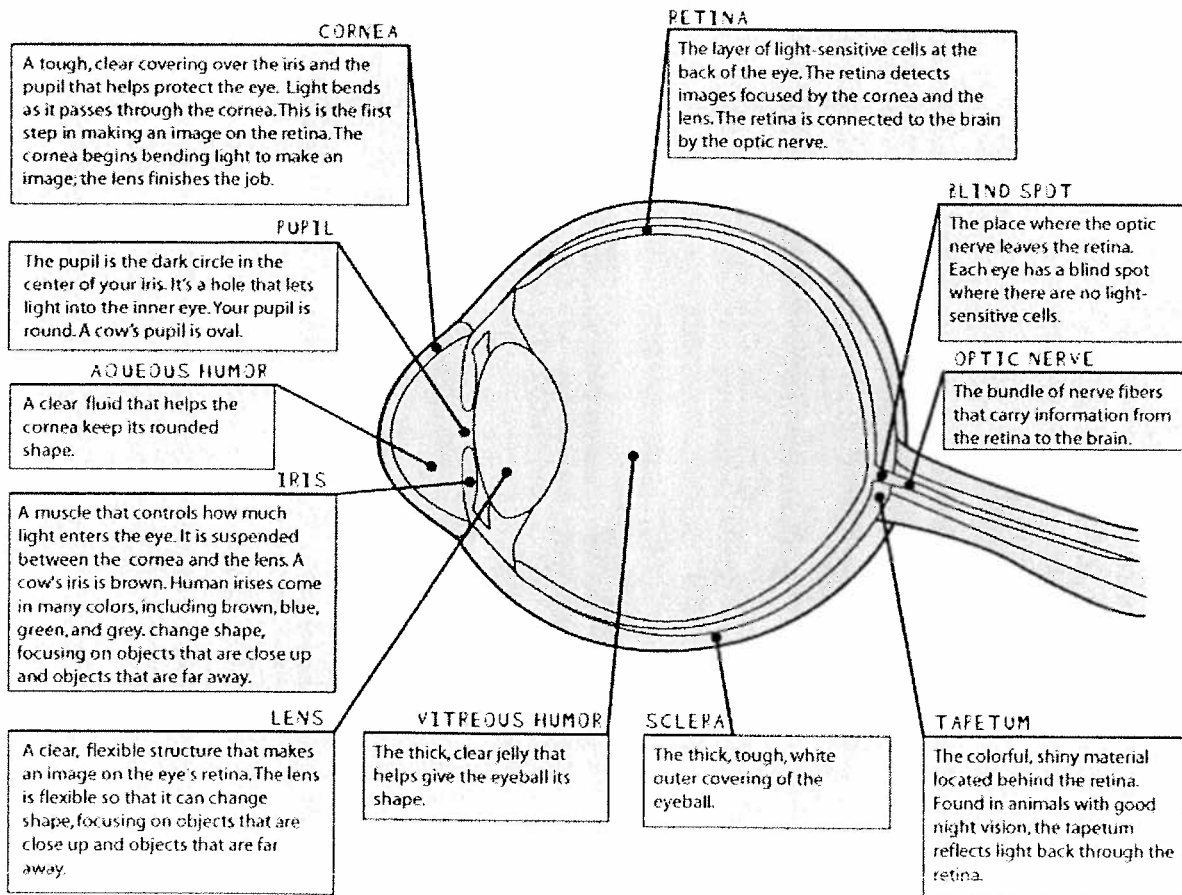 CORNEA
A tough, clear covering over the iris and the
pupil that helps protect the eye. Light bends
as it passes through the cornea. This is the first
step in making an image on the retina. The
cornea begins bending light to make an
image; the lens finishes the job.
RETINA
The layer of light-sensitive cells at the
back of the eye. The retina detects
images focused by the cornea and the
lens. The retina is connected to the brain
by the optic nerve.
PUPIL
The pupil is the dark circle in the
center of your iris. It's a hole that lets
light into the inner eye. Your pupil is
round. A cow's pupil is oval.
BLIND SPOT
The place where the optic
nerve leaves the retina.
Each eye has a blind spot
where there are no light-
sensitive cells.
AQUEOUS HUMOR
A clear fluid that helps the
cornea keep its rounded
shape.
OPTIC NERVE
The bundle of nerve fibers
that carry information from
the retina to the brain.
IRIS
A muscle that controls how much
light enters the eye. It is suspended
between the cornea and the lens. A
cow's iris is brown. Human irises come
in many colors, including brown, blue,
green, and grey. change shape,
focusing on objects that are close up
and objects that are far away.
LENS
A clear, flexible structure that makes
an image on the eye's retina. The lens
is flexible so that it can change
shape, focusing on objects that are
close up and objects that are far
away.
VITREOUS HUMOR
The thick, clear jelly that
helps give the eyeball its
shape.
SCLERA
The thick, tough, white
outer covering of the
eyeball.
TAPETUM
The colorful, shiny material
located behind the retina.
Found in animals with good
night vision, the tapetum
reflects light back through the
retina.